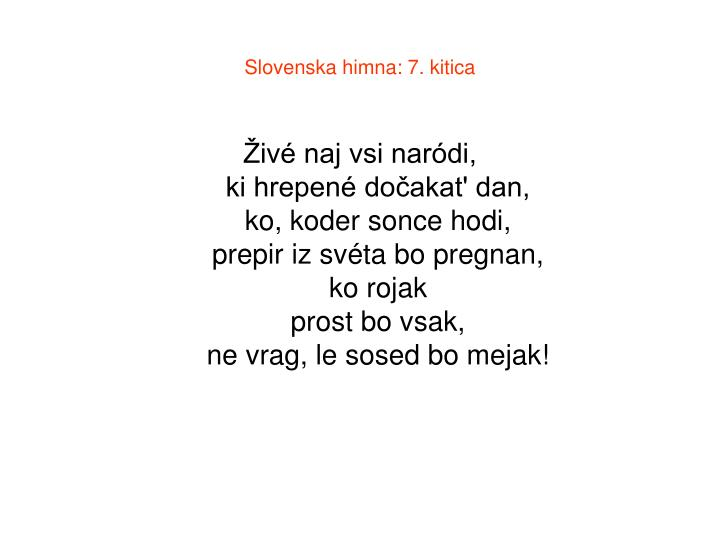 Slovenska himna: 7. kitica
Živé naj vsi naródi,
ki hrepené dočakat' dan,
ko, koder sonce hodi,
prepir iz svéta bo pregnan,
ko rojak
prost bo vsak,
ne vrag, le sosed bo mejak!